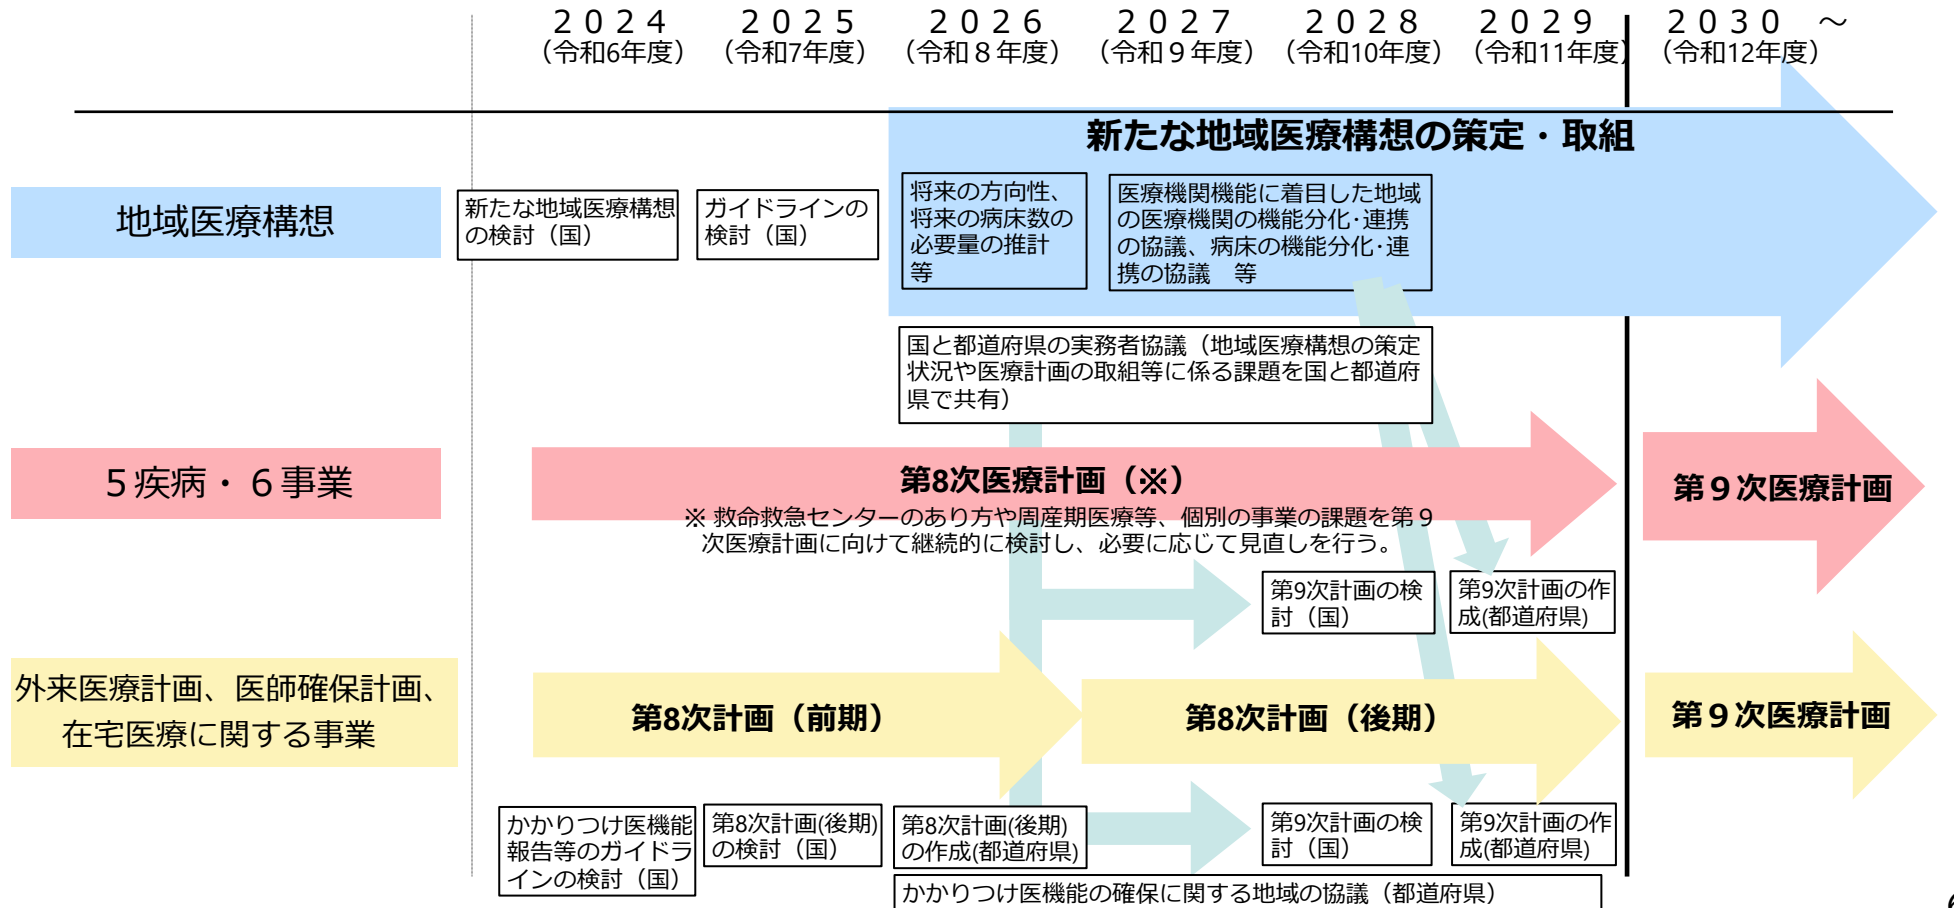 ２０２４
（令和6年度）
２０２５
（令和7年度）
２０２６
（令和８年度）
２０２７
（令和９年度）
２０２８
（令和10年度）
２０２９
（令和11年度）
２０３０　～
（令和12年度）
新たな地域医療構想の策定・取組
地域医療構想
新たな地域医療構想
の検討（国）
ガイドラインの
検討（国）
将来の方向性、
将来の病床数の
必要量の推計
等
医療機関機能に着目した地域
の医療機関の機能分化･連携
の協議、病床の機能分化･連
携の協議　等
国と都道府県の実務者協議（地域医療構想の策定
状況や医療計画の取組等に係る課題を国と都道府
県で共有）
５疾病・６事業
第8次医療計画（※）
※ 救命救急センターのあり方や周産期医療等、個別の事業の課題を第９
次医療計画に向けて継続的に検討し、必要に応じて見直しを行う。
第９次医療計画
第9次計画の検
討（国）
第9次計画の作
成(都道府県)
外来医療計画、医師確保計画、
在宅医療に関する事業
第8次計画（前期）
第8次計画（後期）
第９次医療計画
かかりつけ医機能
報告等のガイドラ
インの検討（国）
第8次計画(後期)
の検討（国）
第8次計画(後期)
の作成(都道府県)
第9次計画の検
討（国）
第9次計画の作
成(都道府県)
かかりつけ医機能の確保に関する地域の協議（都道府県）